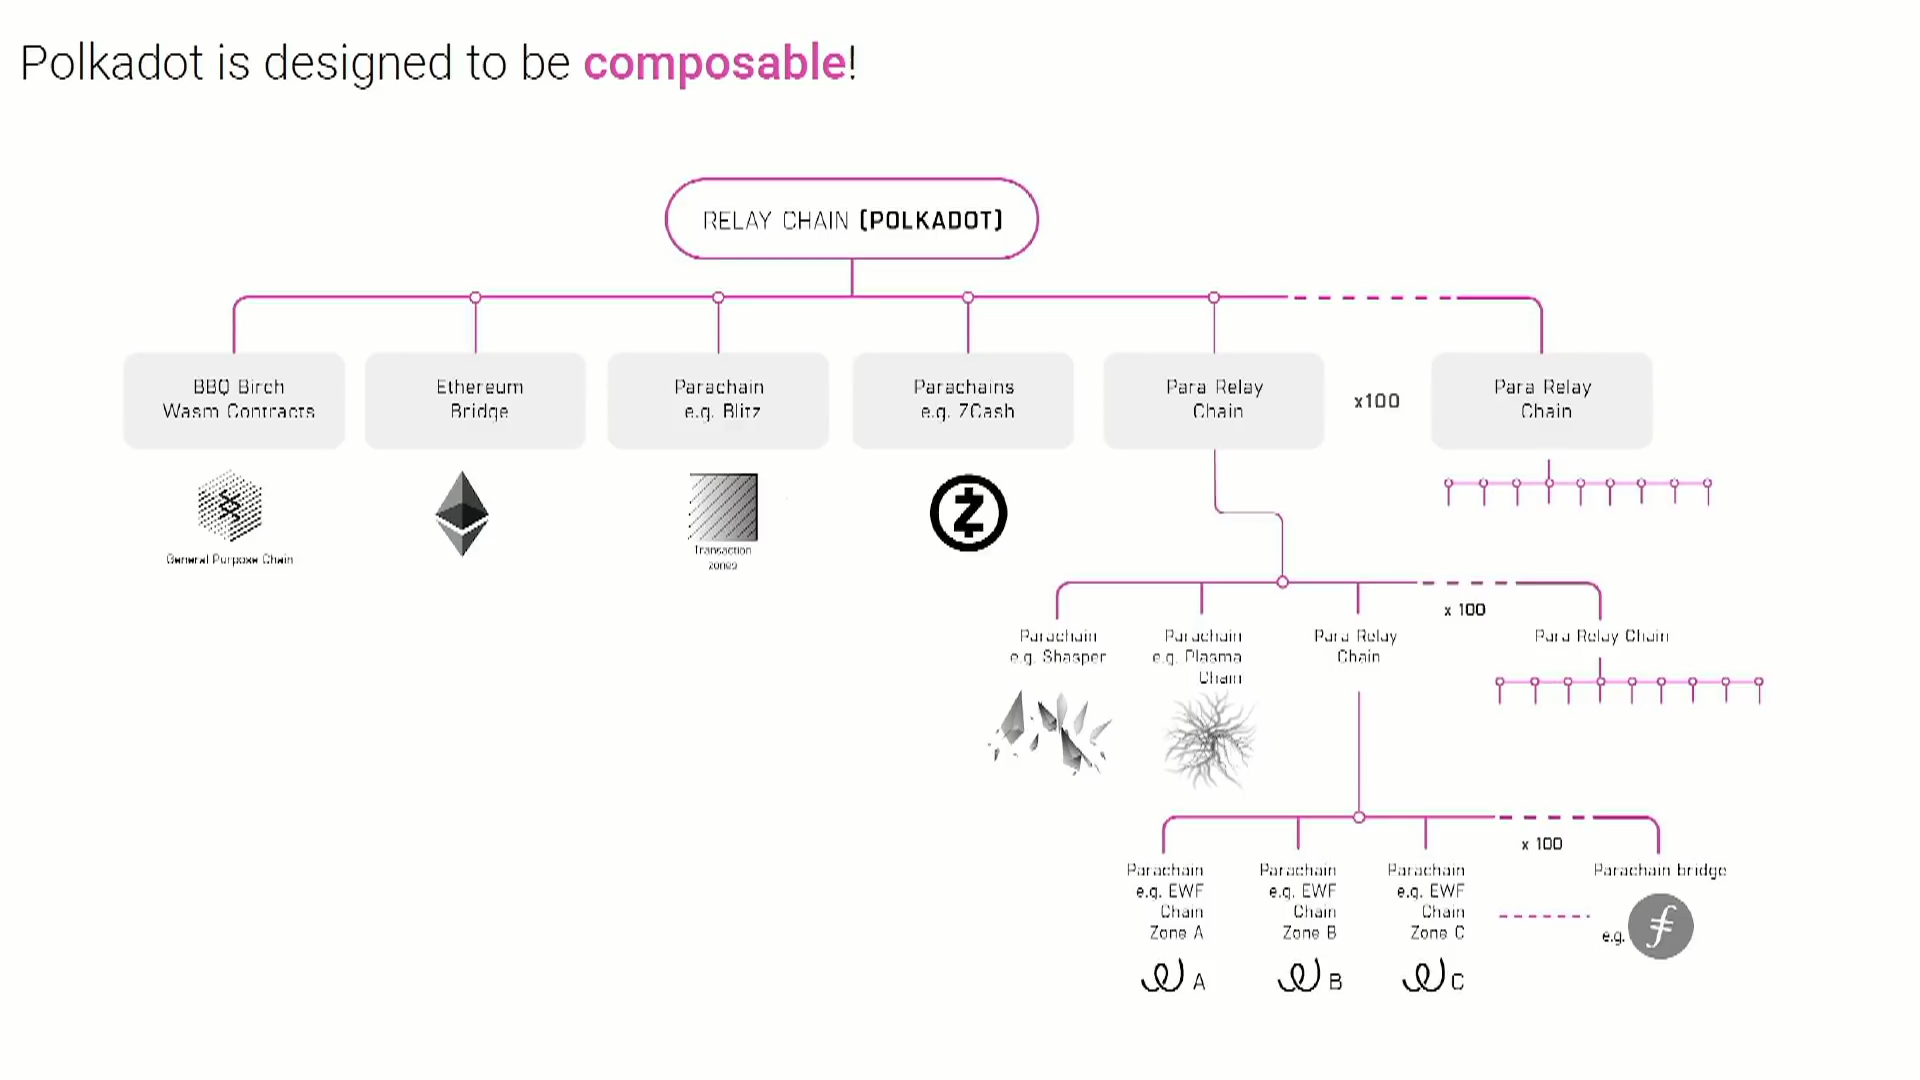 Polkadot is designed to be composable!
RELAY CHAIN (POLKADOT)
BBQ Birch
Wasm Contracts
Ethereum
Bridge
Parachain
e.g. Blitz
Parachains
e.g. ZCash
Para Relay
Chain
x100
Para Relay
Chain
General Purpose Chain
Transaction
zones
x 100
Parachain
e.g. Shasper
Parachain
e.g. Plasma
Chain
Para Relay
Chain
Para Relay Chain
x 100
Parachain
e.g. EWF
Chain
Zone A
A
Parachain
e.g. EWF
Chain
Zone B
B
Parachain
e.g. EWF
Chain
Zone C
C
Parachain bridge
e.g.